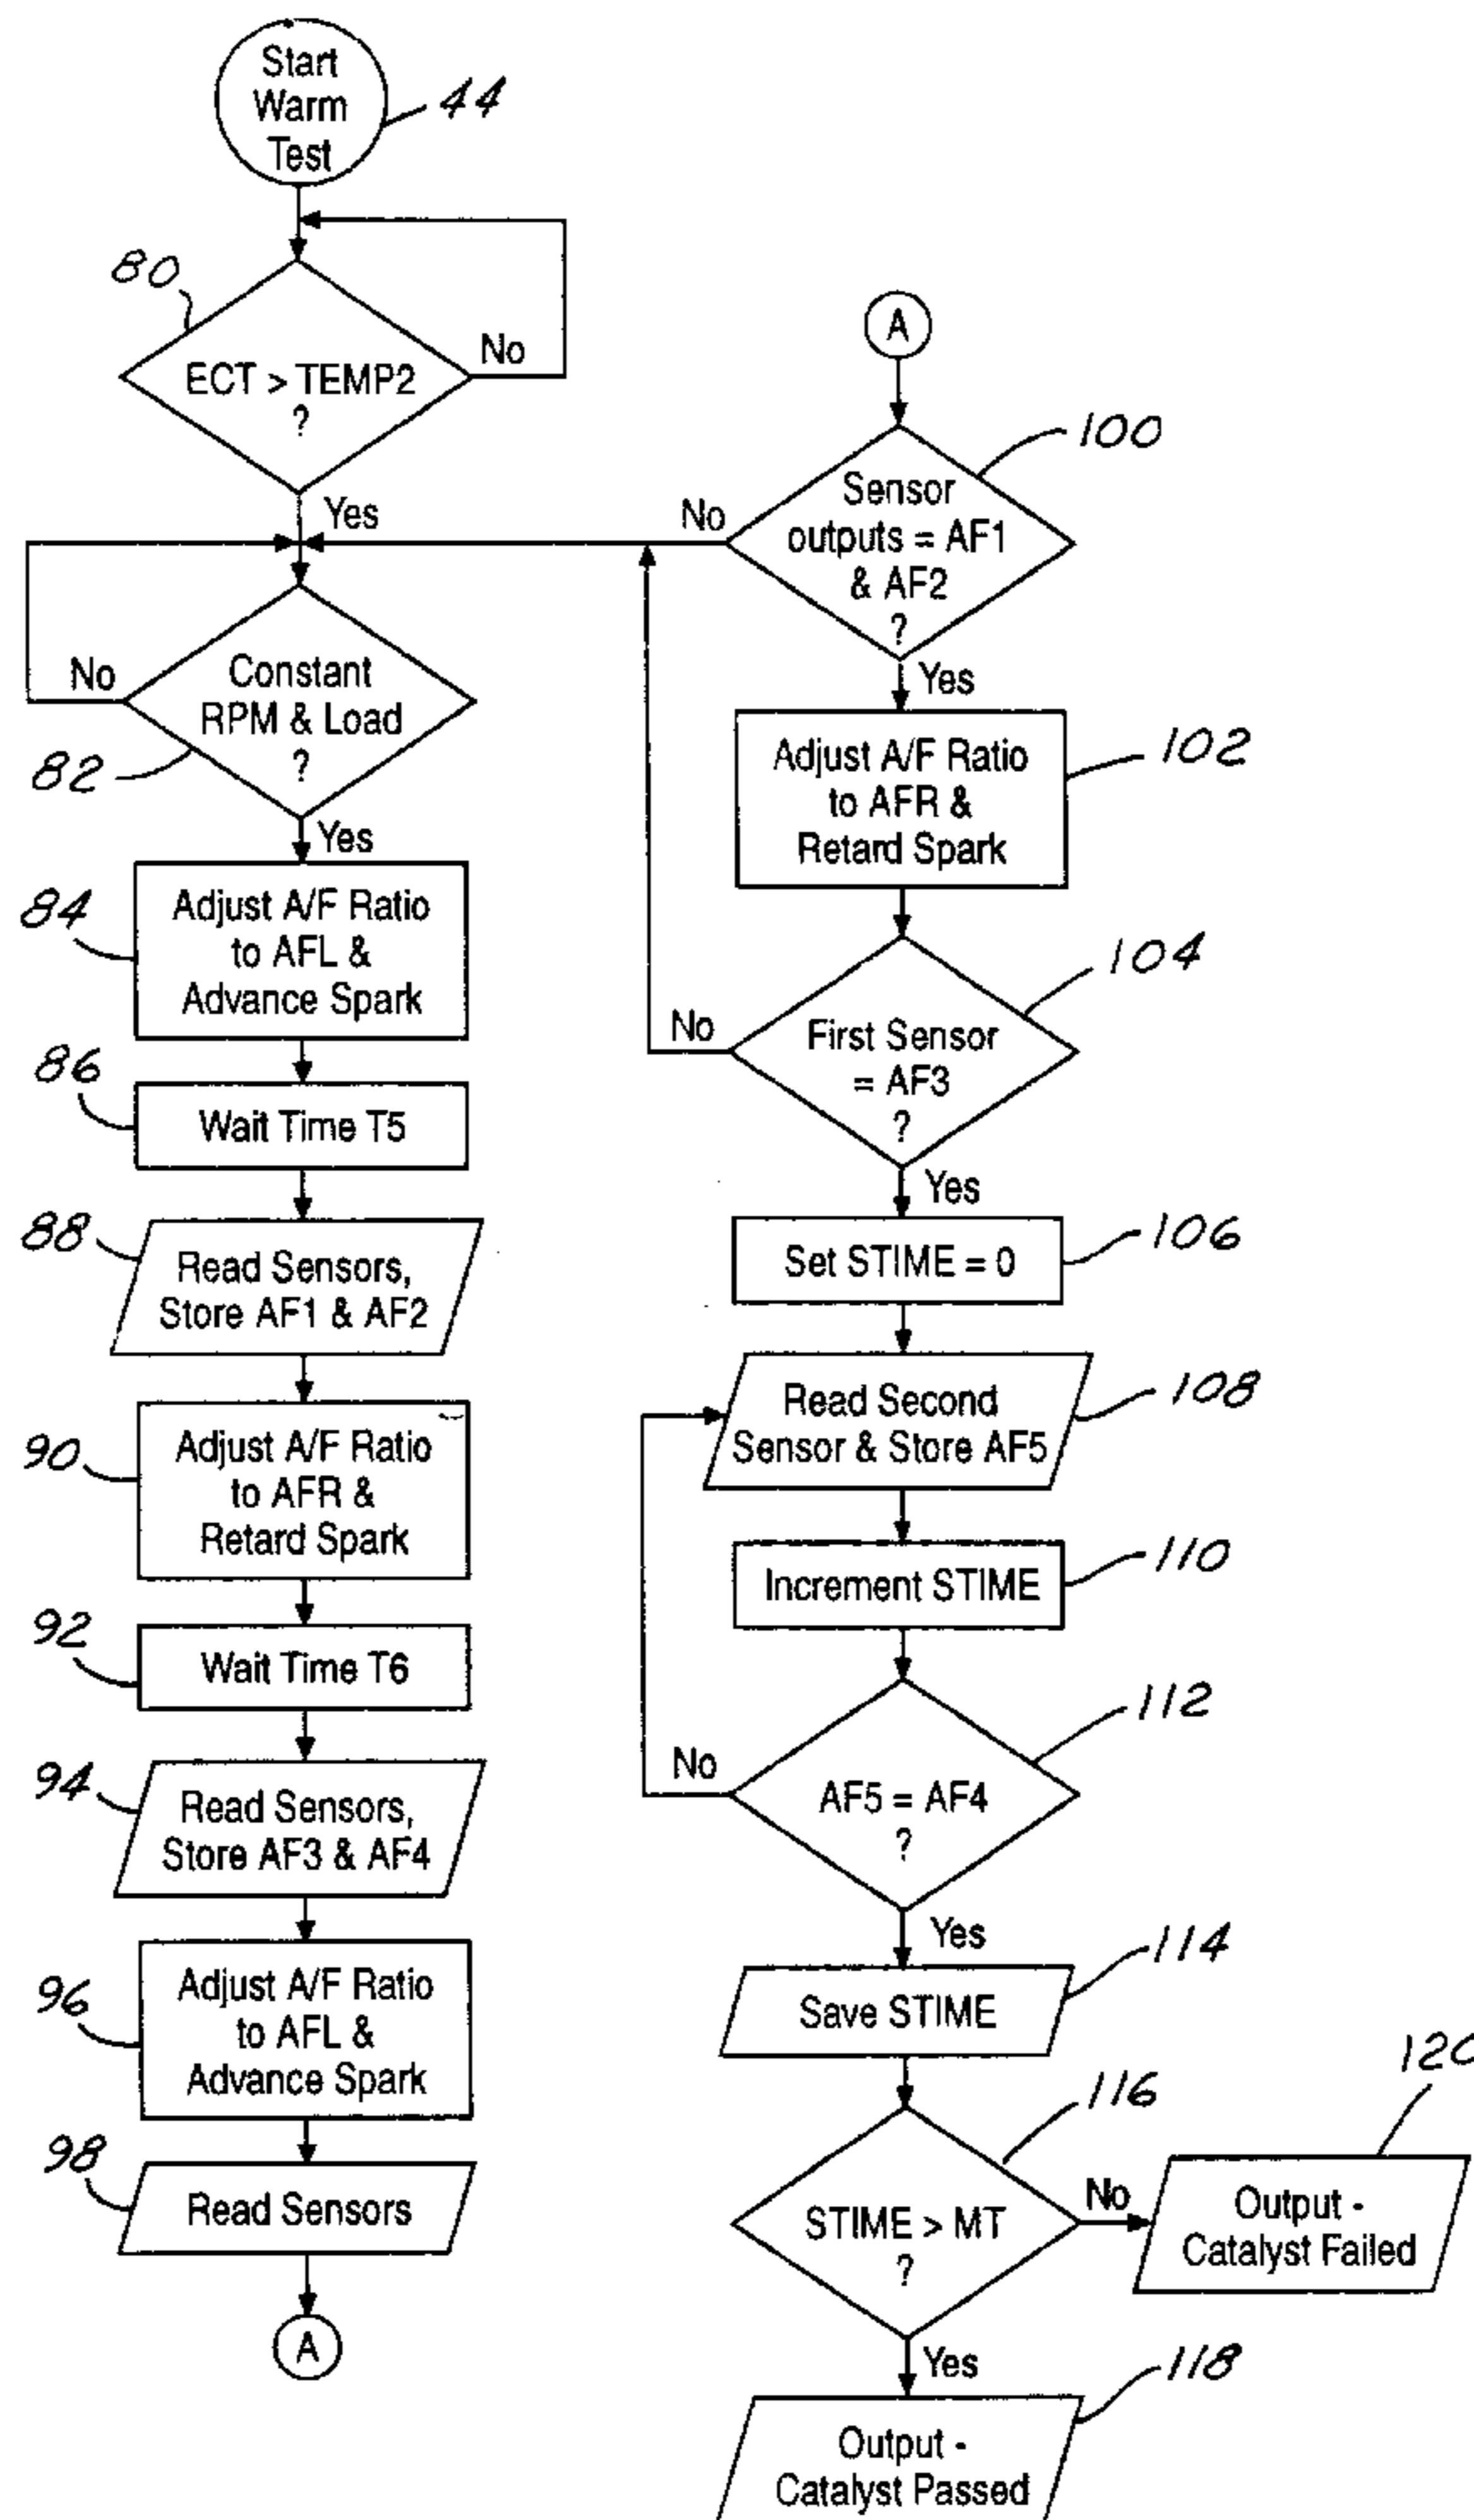 Start
Warm
Test
44
80
ECT > TEMP2
?
No
Yes
Constant
RPM & Load
?
No
82
Yes
84
Adjust A/F Ratio
to AFL &
Advance Spark
86
Wait Time T5
88
Read Sensors,
Store AF1 & AF2
90
Adjust A/F Ratio
to AFR &
Retard Spark
92
Wait Time T6
94
Read Sensors,
Store AF3 & AF4
96
Adjust A/F Ratio
to AFL &
Advance Spark
98
Read Sensors
A
A
100
Sensor
outputs = AF1
& AF2
?
No
Yes
Adjust A/F Ratio
to AFR &
Retard Spark
102
104
First Sensor
= AF3
?
No
Yes
Set STIME = 0
106
Read Second
Sensor & Store AF5
108
Increment STIME
110
112
AF5 = AF4
?
No
Yes
114
Save STIME
116
STIME > MT
?
No
120
Output -
Catalyst Failed
Yes
118
Output -
Catalyst Passed